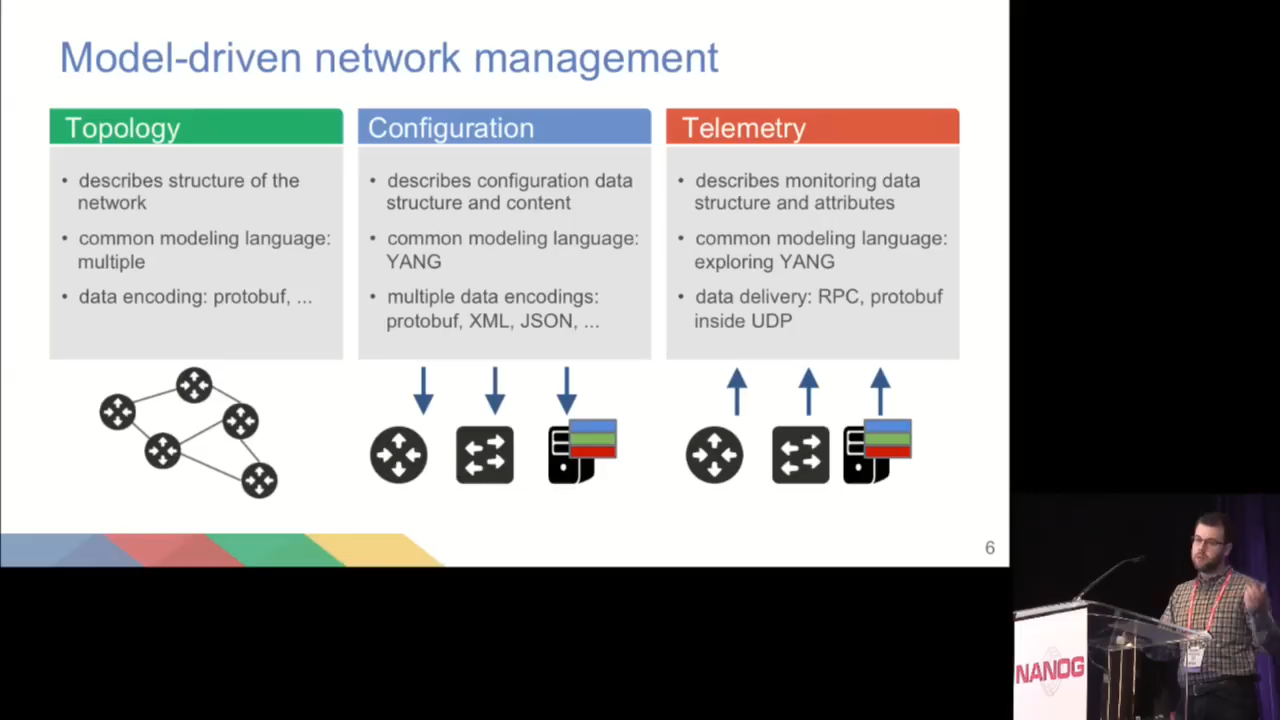 Model-driven network management
Topology
• describes structure of the
network
• common modeling language:
multiple
• data encoding: protobuf, ...
Configuration
• describes configuration data
structure and content
• common modeling language:
YANG
• multiple data encodings:
protobuf, XML, JSON, ...
Telemetry
• describes monitoring data
structure and attributes
• common modeling language:
exploring YANG
• data delivery: RPC, protobuf
inside UDP
6
NANOG